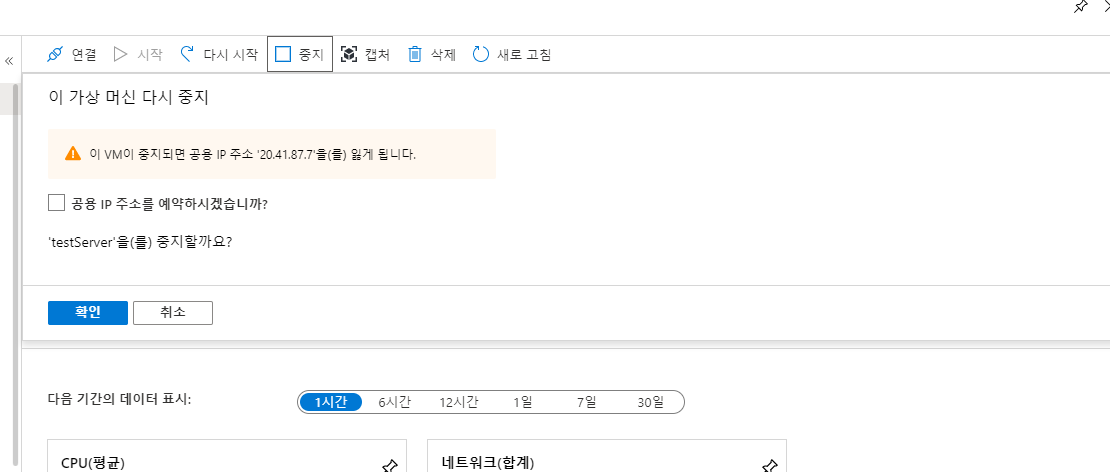 연결 시작 다시 시작 중지 캡처 삭제 새로 고침
이 가상 머신 다시 중지
이 VM이 중지되면 공용 IP 주소 '20.41.87.7'을(를) 잃게 됩니다.
공용 IP 주소를 예약하시겠습니까?
'testServer'을(를) 중지할까요?
확인 취소
다음 기간의 데이터 표시: 1시간 6시간 12시간 1일 7일 30일
CPU(평균) 네트워크(합계)